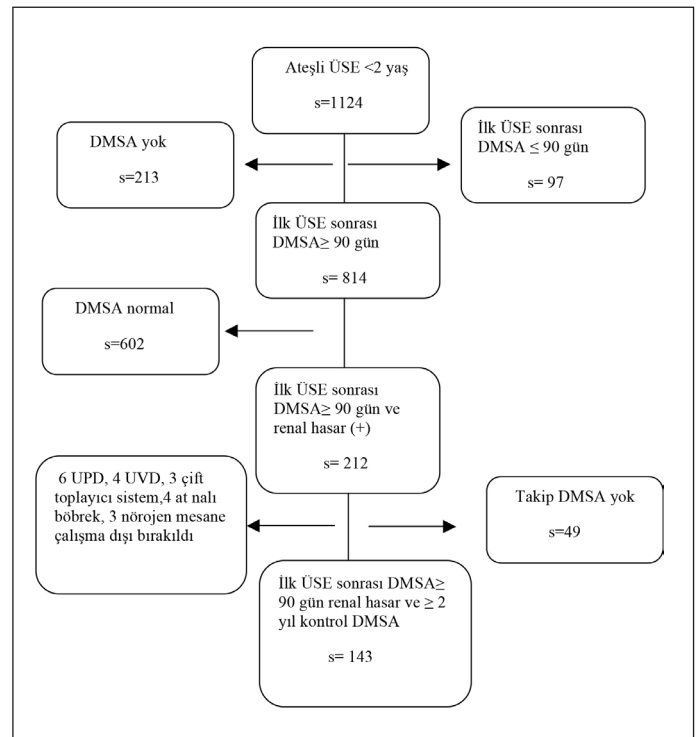 Ateşli ÜSE <2 yaş
s=1124
DMSA yok
s=213
İlk ÜSE sonrası
DMSA ≤ 90 gün
s= 97
İlk ÜSE sonrası
DMSA≥ 90 gün
s= 814
DMSA normal
s=602
İlk ÜSE sonrası
DMSA≥ 90 gün ve
renal hasar (+)
s= 212
6 UPD, 4 UVD, 3 çift
toplayıcı sistem,4 at nalı
böbrek, 3 nörojen mesane
çalışma dışı bırakıldı
Takip DMSA yok
s=49
İlk ÜSE sonrası DMSA≥
90 gün renal hasar ve ≥ 2
yıl kontrol DMSA
s= 143